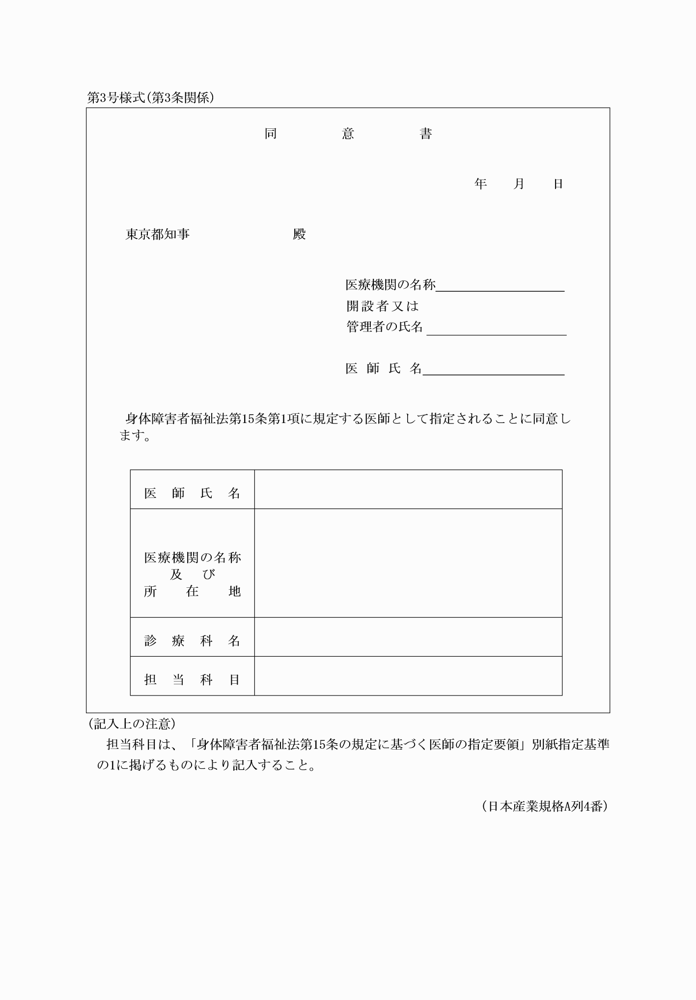 第3号様式(第3条関係)
同　意　書
年　月　日
東京都知事　　　　殿
医療機関の名称
開設者又は
管理者の氏名
医師氏名
身体障害者福祉法第15条第1項に規定する医師として指定されることに同意し
ます。
医師氏名
医療機関の名称
及び
所在地
診療科名
担当科目
(記入上の注意)
担当科目は、「身体障害者福祉法第15条の規定に基づく医師の指定要領」別紙指定基準
の1に掲げるものにより記入すること。
(日本産業規格A列4番)